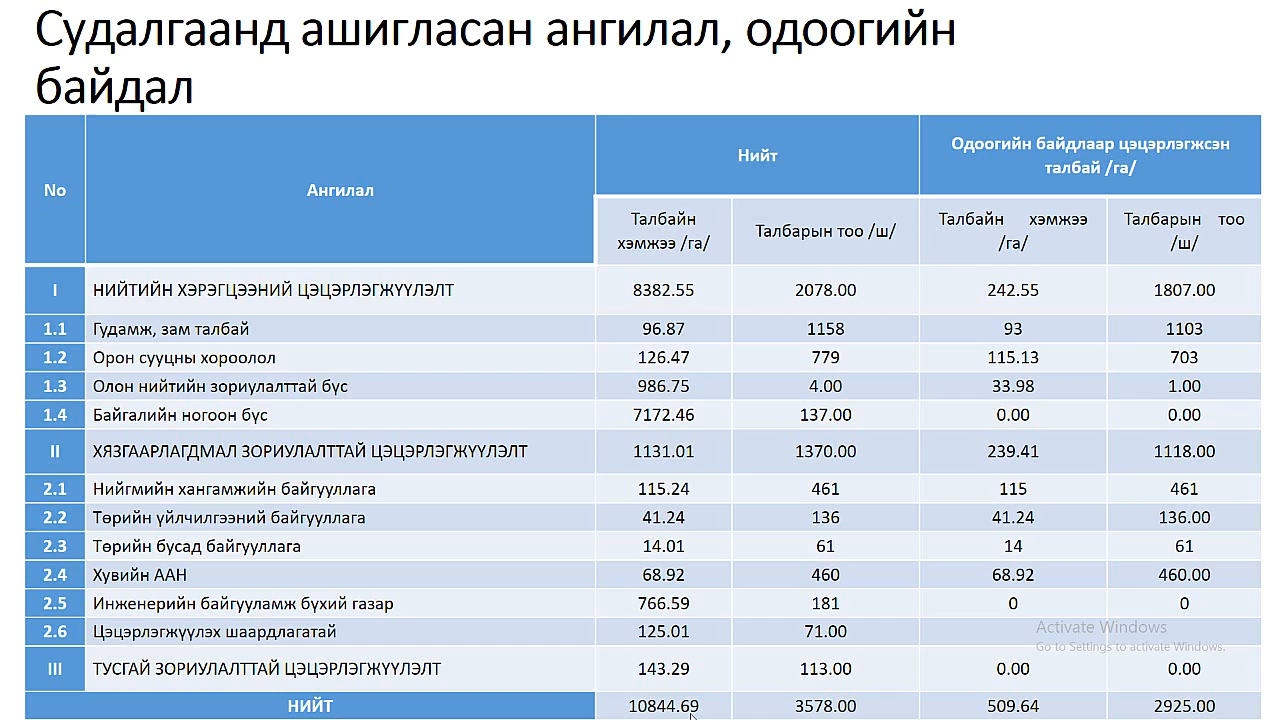 Судалгаанд ашигласан ангилал, одоогийн
байдал
No Ангилал Нийт Одоогийн байдлаар цэцэрлэгжсэн
талбай /га/
Талбайн
хэмжээ /га/ Талбарын тоо /ш/ Талбайн хэмжээ
/га/ Талбарын тоо
/ш/
I НИЙТИЙН ХЭРЭГЦЭЭНИЙ ЦЭЦЭРЛЭГЖҮҮЛЭЛТ 8382.55 2078.00 242.55 1807.00
1.1 Гудамж, зам талбай 96.87 1158 93 1103
1.2 Орон сууцны хороолол 126.47 779 115.13 703
1.3 Олон нийтийн зориулалттай бүс 986.75 4.00 33.98 1.00
1.4 Байгалийн ногоон бүс 7172.46 137.00 0.00 0.00
II ХЯЗГААРЛАГДМАЛ ЗОРИУЛАЛТТАЙ ЦЭЦЭРЛЭГЖҮҮЛЭЛТ 1131.01 1370.00 239.41 1118.00
2.1 Нийгмийн хангамжийн байгууллага 115.24 461 115 461
2.2 Төрийн үйлчилгээний байгууллага 41.24 136 41.24 136.00
2.3 Төрийн бусад байгууллага 14.01 61 14 61
2.4 Хувийн ААН 68.92 460 68.92 460.00
2.5 Инженерийн байгууламж бүхий газар 766.59 181 0 0
2.6 Цэцэрлэгжүүлэх шаардлагатай 125.01 71.00
Activate Windows
Go to Settings to activate Windows.
III ТУСГАЙ ЗОРИУЛАЛТТАЙ ЦЭЦЭРЛЭГЖҮҮЛЭЛТ 143.29 113.00 0.00 0.00
НИЙТ 10844.69 3578.00 509.64 2925.00